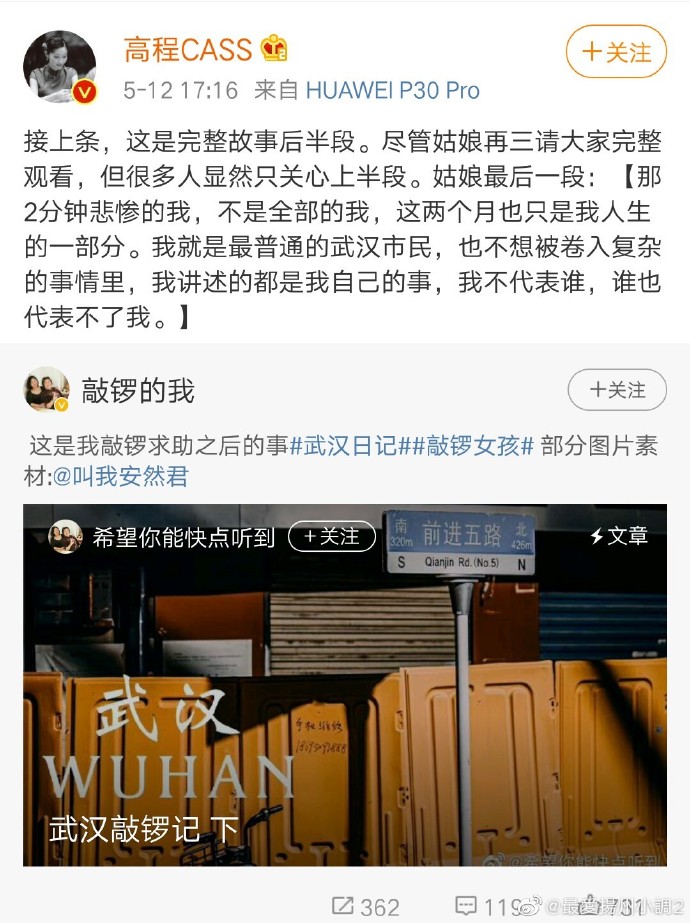 高程CASS
+关注
5-12 17:16 来自 HUAWEI P30 Pro
接上条，这是完整故事后半段。尽管姑娘再三请大家完整
观看，但很多人显然只关心上半段。姑娘最后一段：【那
2分钟悲惨的我，不是全部的我，这两个月也只是我人生
的一部分。我就是最普通的武汉市民，也不想被卷入复杂
的事情里，我讲述的都是我自己的事，我不代表谁，谁也
代表不了我。】
敲锣的我
+关注
这是我敲锣求助之后的事#武汉日记##敲锣女孩# 部分图片素
材:@叫我安然君
希望你能快点听到
+关注
文章
南 前进五路 北
320m 426m
S Qianjin Rd.(No.5) N
武汉
WUHAN
武汉敲锣记 下
@希望你能快点听到
362
@最爱扬州小調2